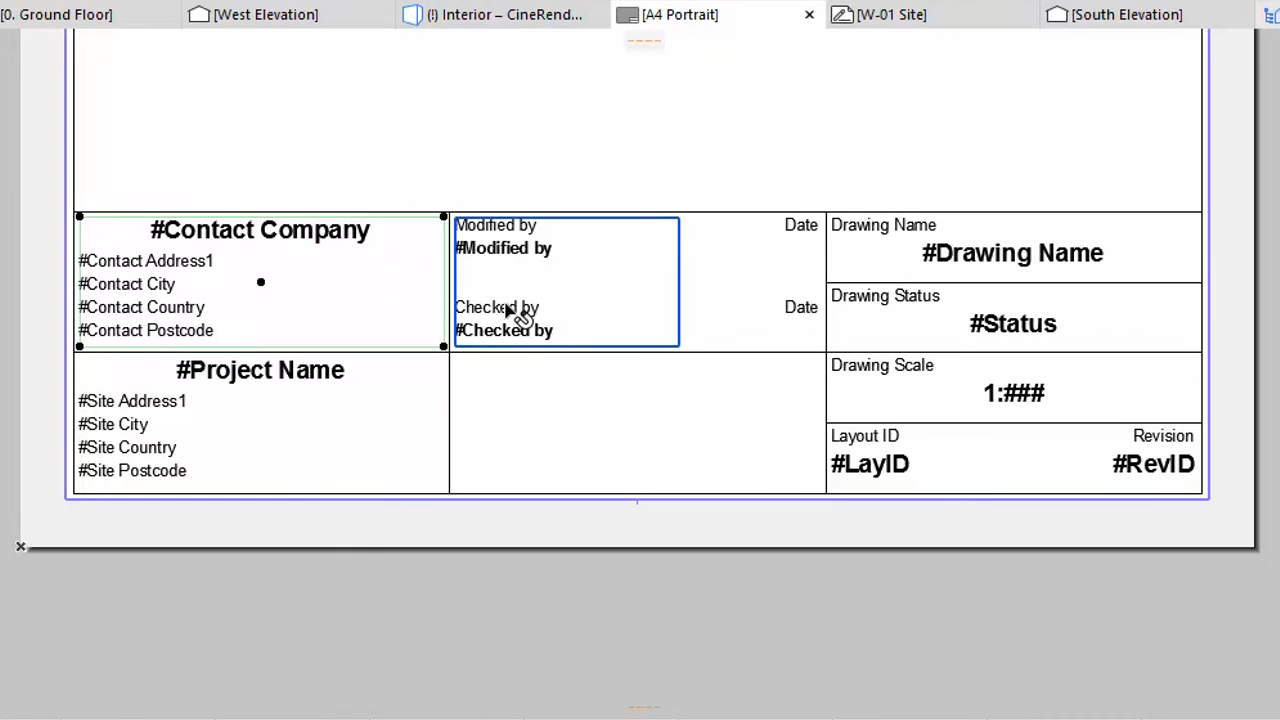 0. Ground Floor]
[West Elevation]
(!) Interior – CineRend...
[A4 Portrait]
[W-01 Site]
[South Elevation]
#Contact Company
#Contact Address1
#Contact City
#Contact Country
#Contact Postcode
Modified by
Date
#Modified by
Checked by
Date
#Checked by
Drawing Name
#Drawing Name
Drawing Status
#Status
#Project Name
#Site Address1
#Site City
#Site Country
#Site Postcode
Drawing Scale
1:###
Layout ID
Revision
#LayID
#RevID